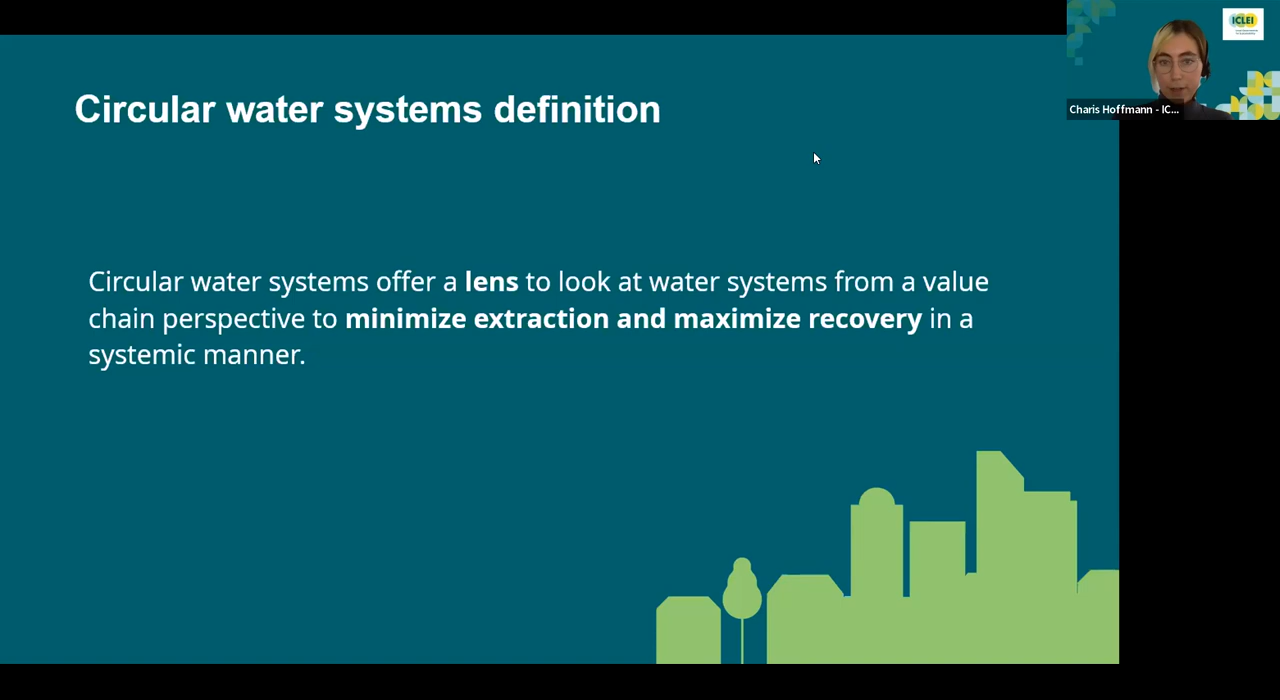 Circular water systems definition
Circular water systems offer a lens to look at water systems from a value
chain perspective to minimize extraction and maximize recovery in a
systemic manner.
ICLEI
Charis Hoffmann - IC...